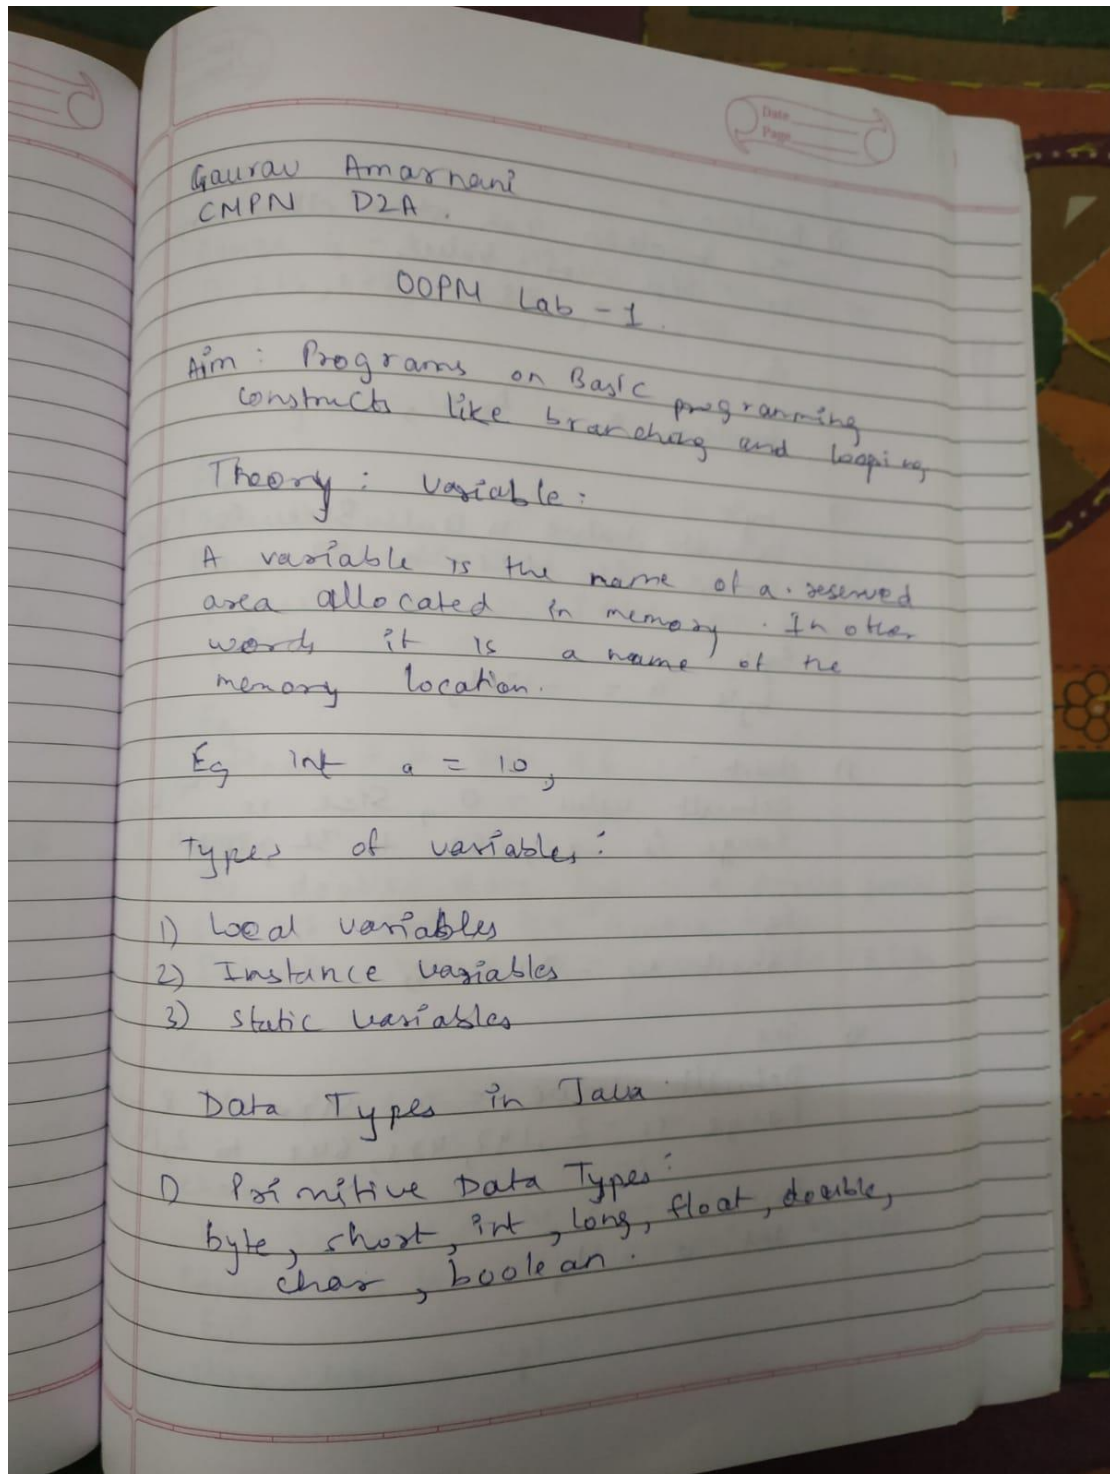 Date
Page
Gaurav Amarnani
CMPN D2A.
OOPM Lab - 1.
Aim : Programs on Basic programming
constructs like branching and looping
Theory : Variable :
A variable is the name of a reserved
area allocated in memory. In other
words it is a name of the
memory location.
Eg int a = 10;
Types of variables :
1) Local variables
2) Instance variables
3) Static variables
Data Types in Java
1) Primitive Data Types :
byte, short, int, long, float, double,
char, boolean.